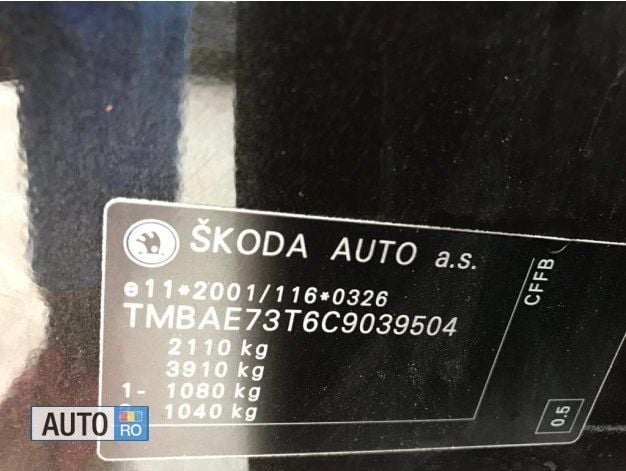 ŠKODA AUTO a.s.
e11*2001/116*0326
TMBAE73T6C9039504
2110 kg
3910 kg
1- 1080 kg
1040 kg
CFFB
0.5
AUTO RO